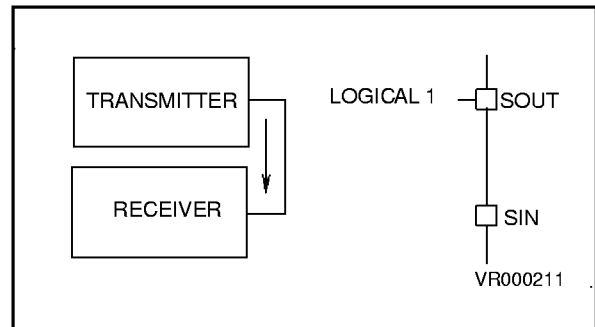 TRANSMITTER
LOGICAL 1
SOUT
RECEIVER
SIN
VR000211